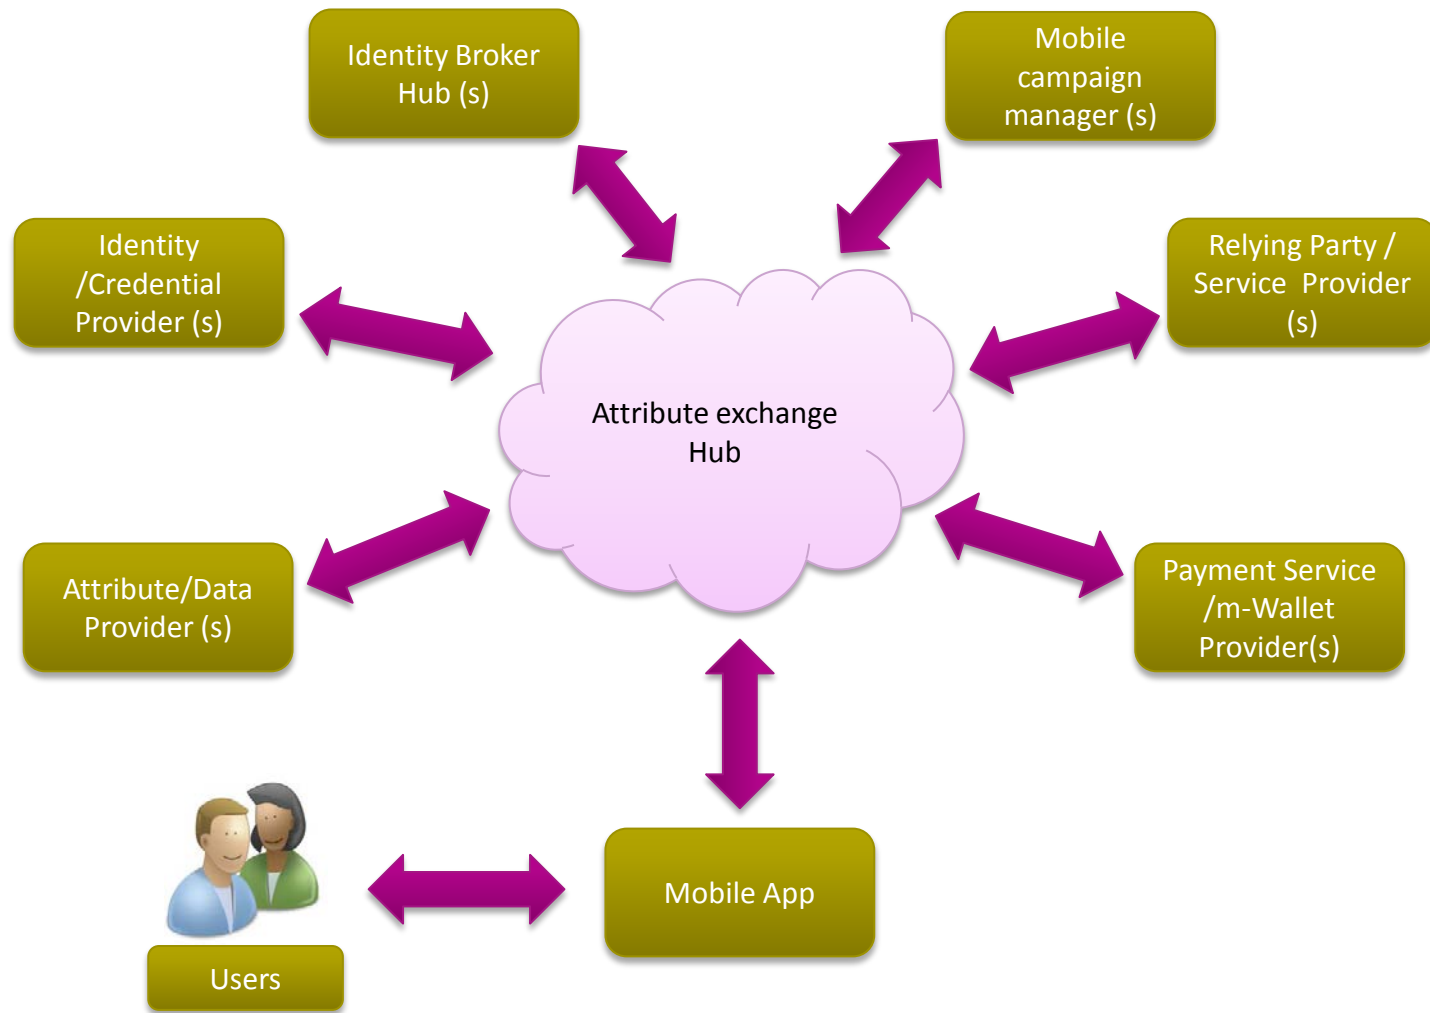 Identity Broker
Hub (s)
Mobile
campaign
manager (s)
Identity
/Credential
Provider (s)
Relying Party /
Service  Provider
(s)
Attribute exchange
Hub
Attribute/Data
Provider (s)
Payment Service
/m-Wallet
Provider(s)
Mobile App
Users